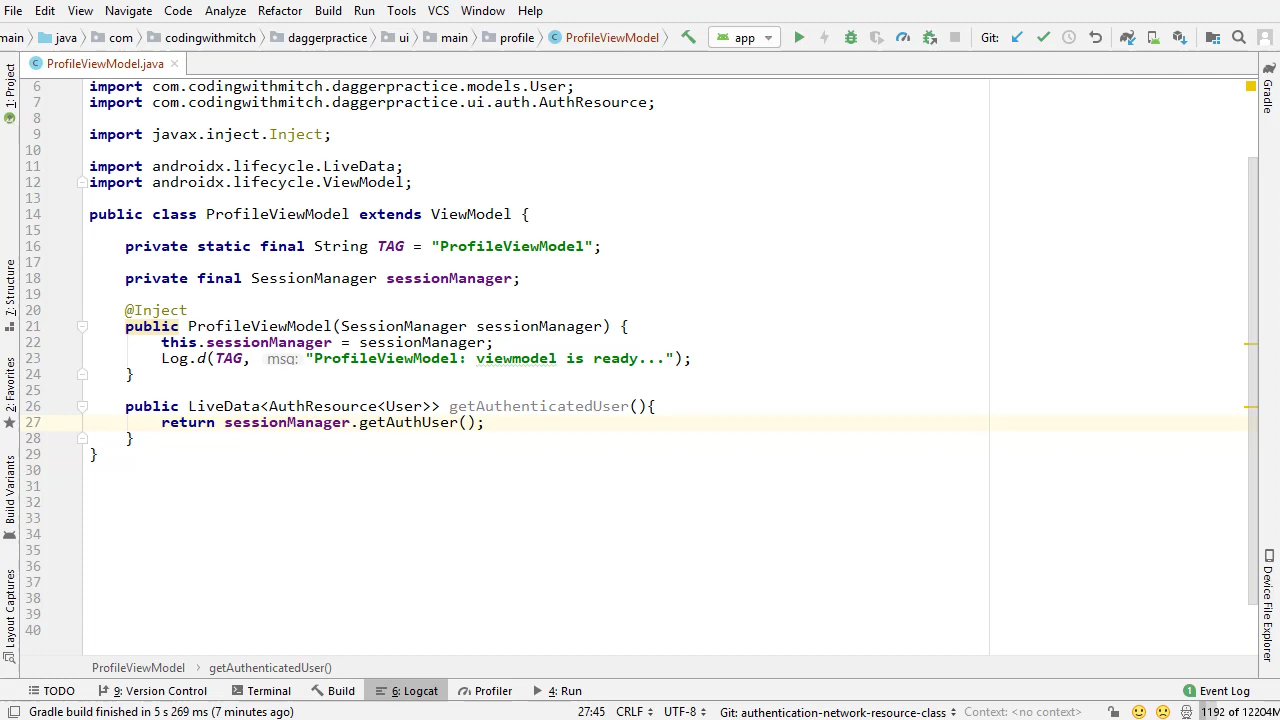 File Edit View Navigate Code Analyze Refactor Build Run Tools VCS Window Help
main java com codingwithmitch daggerpractice ui main profile ProfileViewModel app Git:
ProfileViewModel.java
1: Project
7: Structure
2: Favorites
Build Variants
Layout Captures
Gradle
Device File Explorer
6 import com.codingwithmitch.daggerpractice.models.User;
7 import com.codingwithmitch.daggerpractice.ui.auth.AuthResource;
8
9 import javax.inject.Inject;
10
11 import androidx.lifecycle.LiveData;
12 import androidx.lifecycle.ViewModel;
13
14 public class ProfileViewModel extends ViewModel {
15
16 private static final String TAG = "ProfileViewModel";
17
18 private final SessionManager sessionManager;
19
20 @Inject
21 public ProfileViewModel(SessionManager sessionManager) {
22 this.sessionManager = sessionManager;
23 Log.d(TAG, msg: "ProfileViewModel: viewmodel is ready...");
24 }
25
26 public LiveData<AuthResource<User>> getAuthenticatedUser(){
27 return sessionManager.getAuthUser();
28 }
29 }
30
31
32
33
34
35
36
37
38
39
40
ProfileViewModel › getAuthenticatedUser()
TODO 9: Version Control Terminal Build 6: Logcat Profiler 4: Run 1 Event Log
Gradle build finished in 5 s 269 ms (7 minutes ago) 27:45 CRLF UTF-8 Git: authentication-network-resource-class Context: <no context> 1192 of 12204M